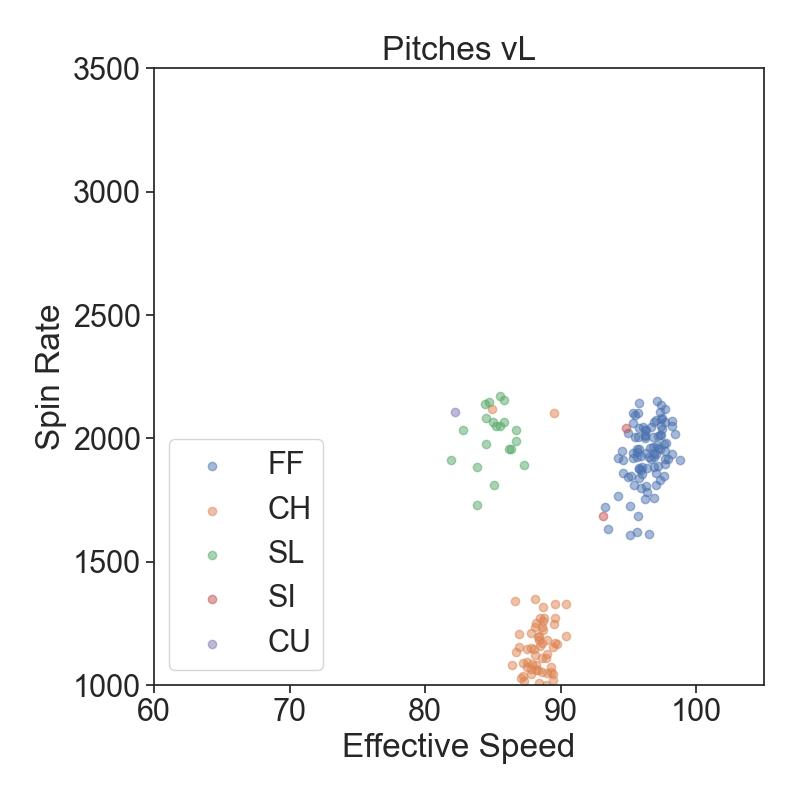 Pitches vL
3500
3000
2500
2000
1500
1000
Spin Rate
FF
CH
SL
SI
CU
60 70 80 90 100
Effective Speed